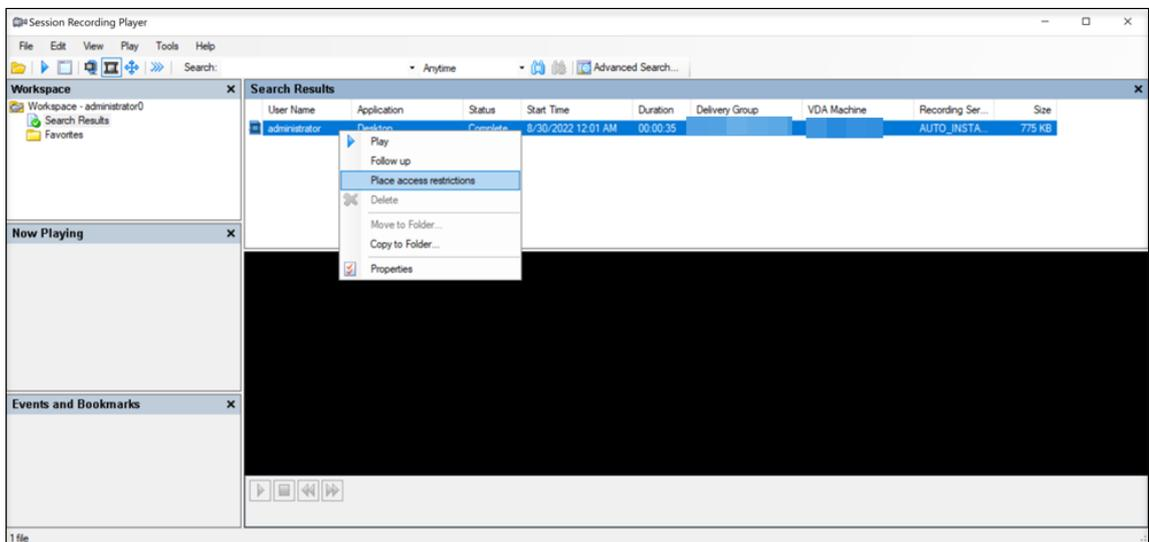 Session Recording Player
File Edit View Play Tools Help
Search: Anytime Advanced Search...
Workspace x
Workspace - administrator0
Search Results
Favorites
Search Results x
User Name Application Status Start Time Duration Delivery Group VDA Machine Recording Ser... Size
administrator Desktop Complete 8/30/2022 12:01 AM 00:00:35 AUTO_INSTA... 775 KB
Play
Follow up
Place access restrictions
Delete
Move to Folder...
Copy to Folder...
Properties
Now Playing x
Events and Bookmarks x
1 file